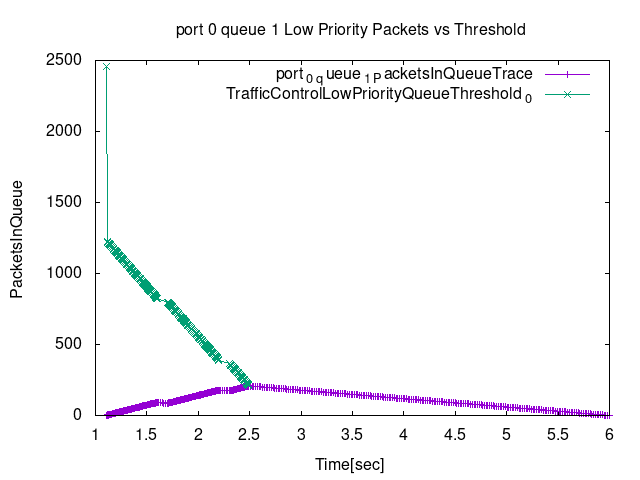 port 0 queue 1 Low Priority Packets vs Threshold
port 0 q ueue 1 P acketsInQueueTrace
TrafficControlLowPriorityQueueThreshold 0
2500
2000
1500
1000
500
0
PacketsInQueue
1 1.5 2 2.5 3 3.5 4 4.5 5 5.5 6
Time[sec]